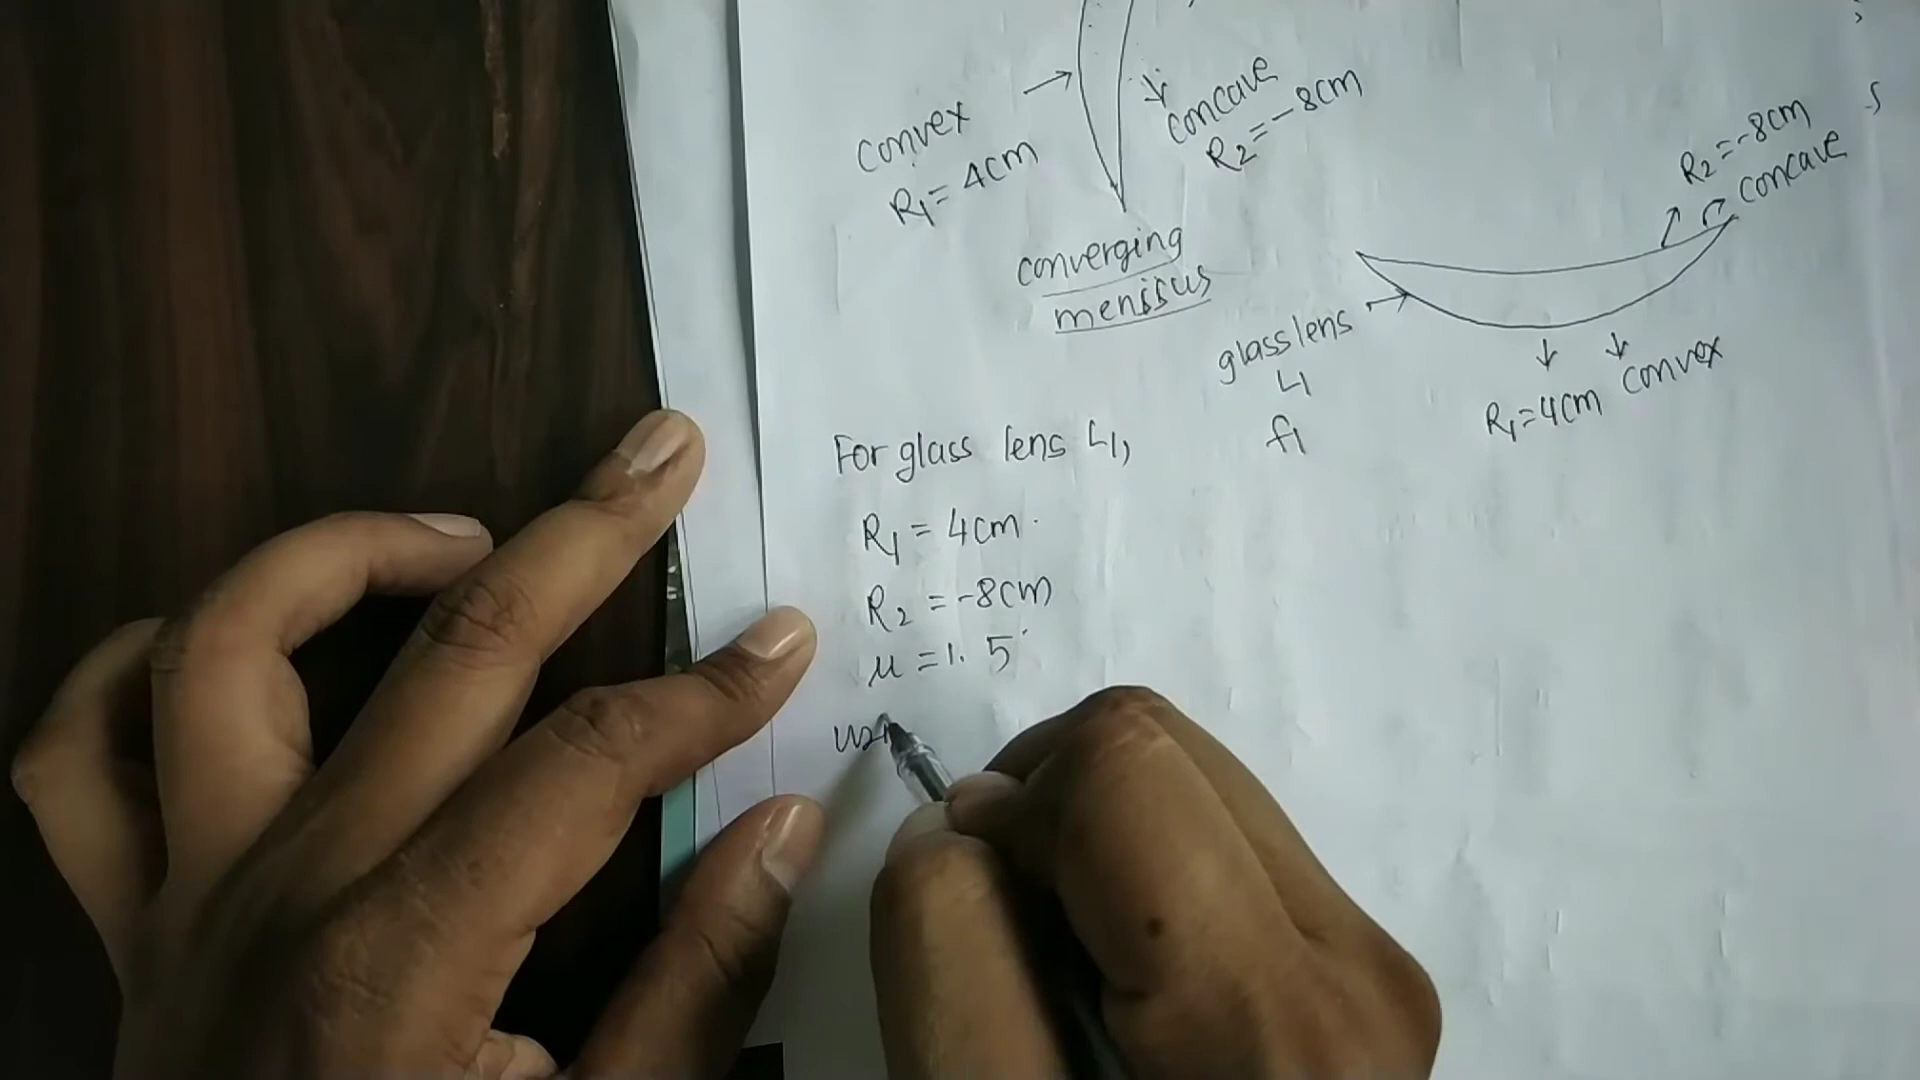 convex
R₁ = 4cm
concave
R₂ = -8cm
converging
meniscus
R₂ = -8cm
concave
glass lens
L₁
f₁
R₁ = 4cm convex
For glass lens L₁,
R₁ = 4cm
R₂ = -8cm
μ = 1.5